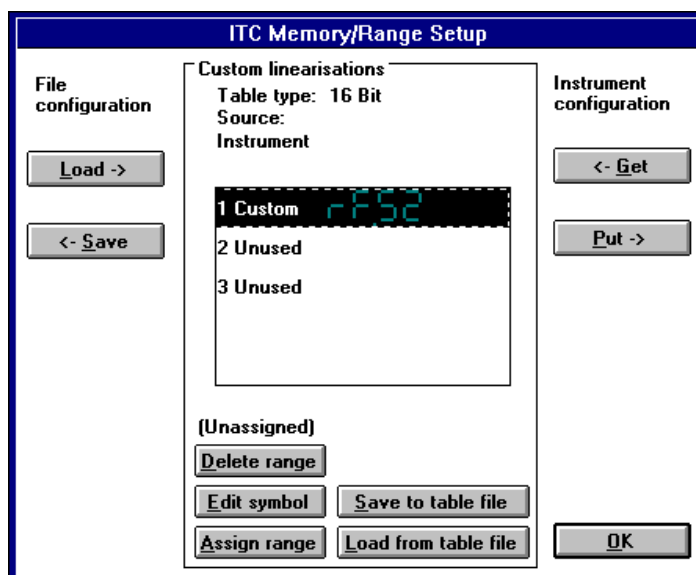 ITC Memory/Range Setup
File
configuration
Load ->
<- Save
Custom linearisations
Table type: 16 Bit
Source:
Instrument
1 Custom rF.S2
2 Unused
3 Unused
(Unassigned)
Delete range
Edit symbol
Save to table file
Assign range
Load from table file
Instrument
configuration
<- Get
Put ->
OK